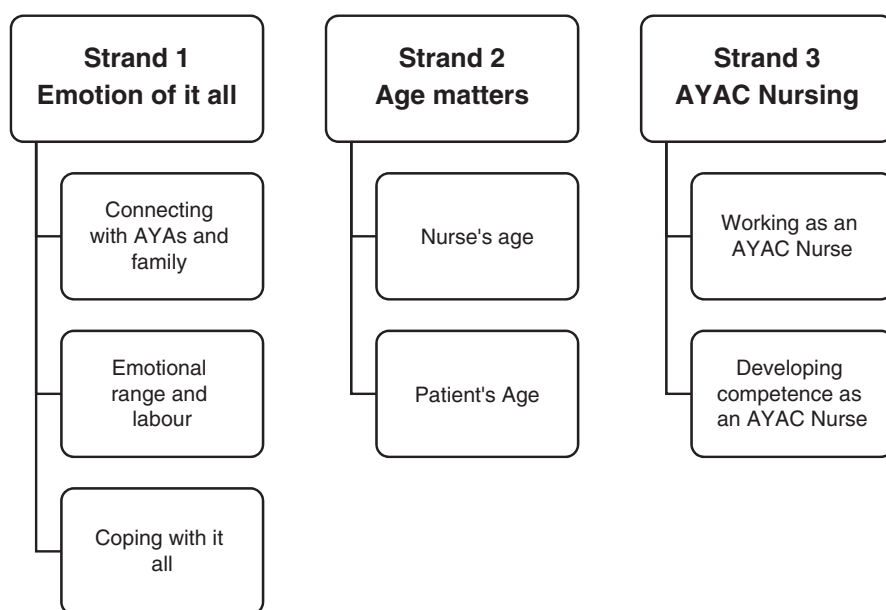 Strand 1
Emotion of it all
Connecting
with AYAs and
family
Emotional
range and
labour
Coping with it
all
Strand 2
Age matters
Nurse's age
Patient's Age
Strand 3
AYAC Nursing
Working as an
AYAC Nurse
Developing
competence as
an AYAC Nurse